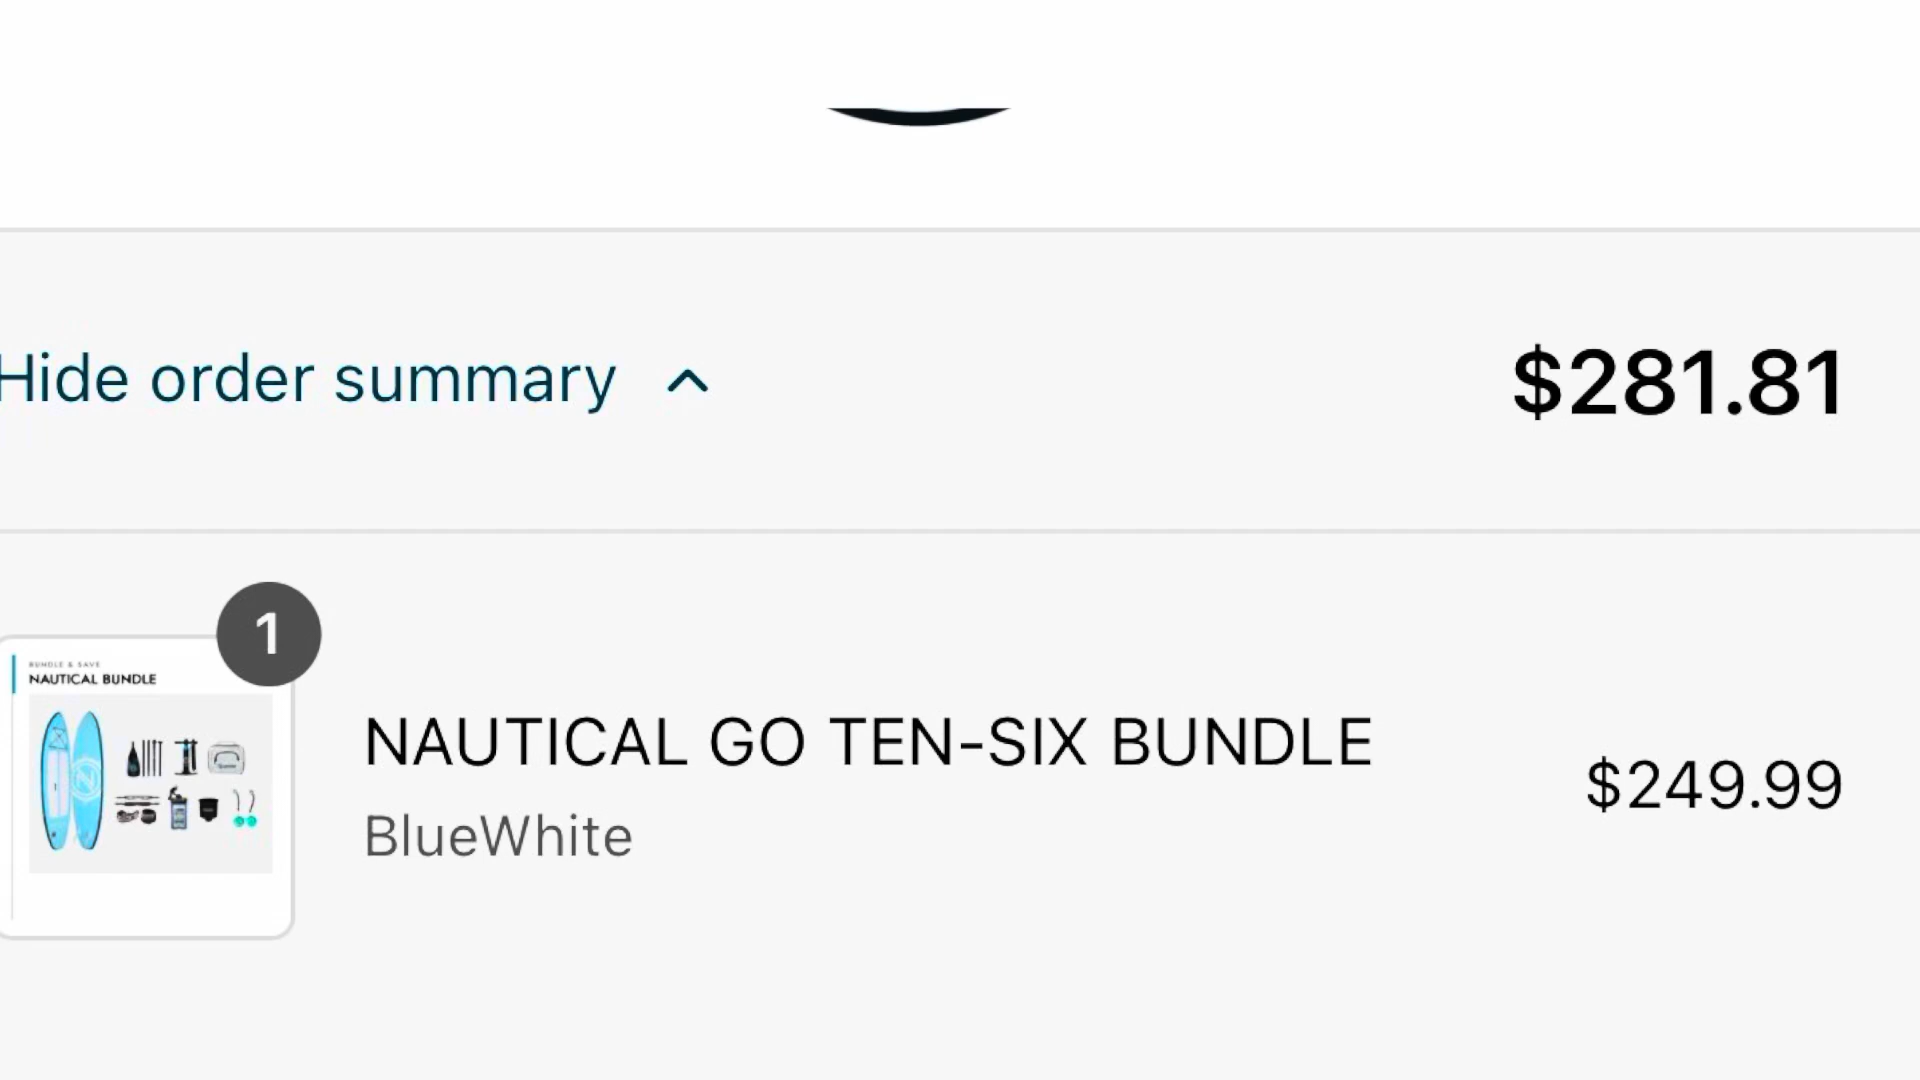 Hide order summary
$281.81
1
BUNDLE & SAVE
NAUTICAL BUNDLE
NAUTICAL GO TEN-SIX BUNDLE
BlueWhite
$249.99